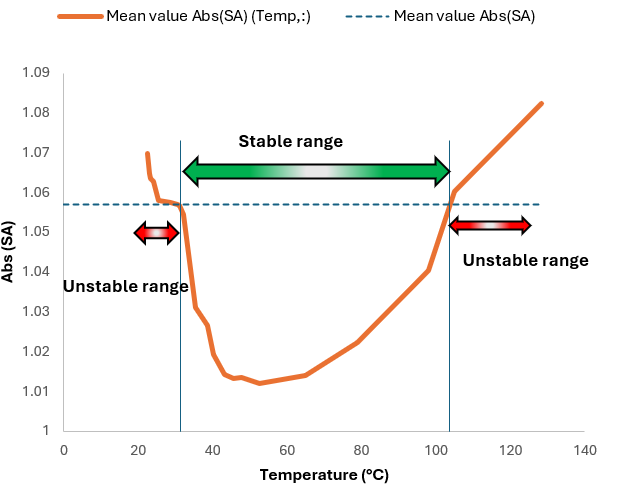 Mean value Abs(SA) (Temp,:) Mean value Abs(SA)
1.09
1.08
1.07
1.06
1.05
1.04
1.03
1.02
1.01
1
Abs (SA)
Stable range
Unstable range
Unstable range
0 20 40 60 80 100 120 140
Temperature (°C)